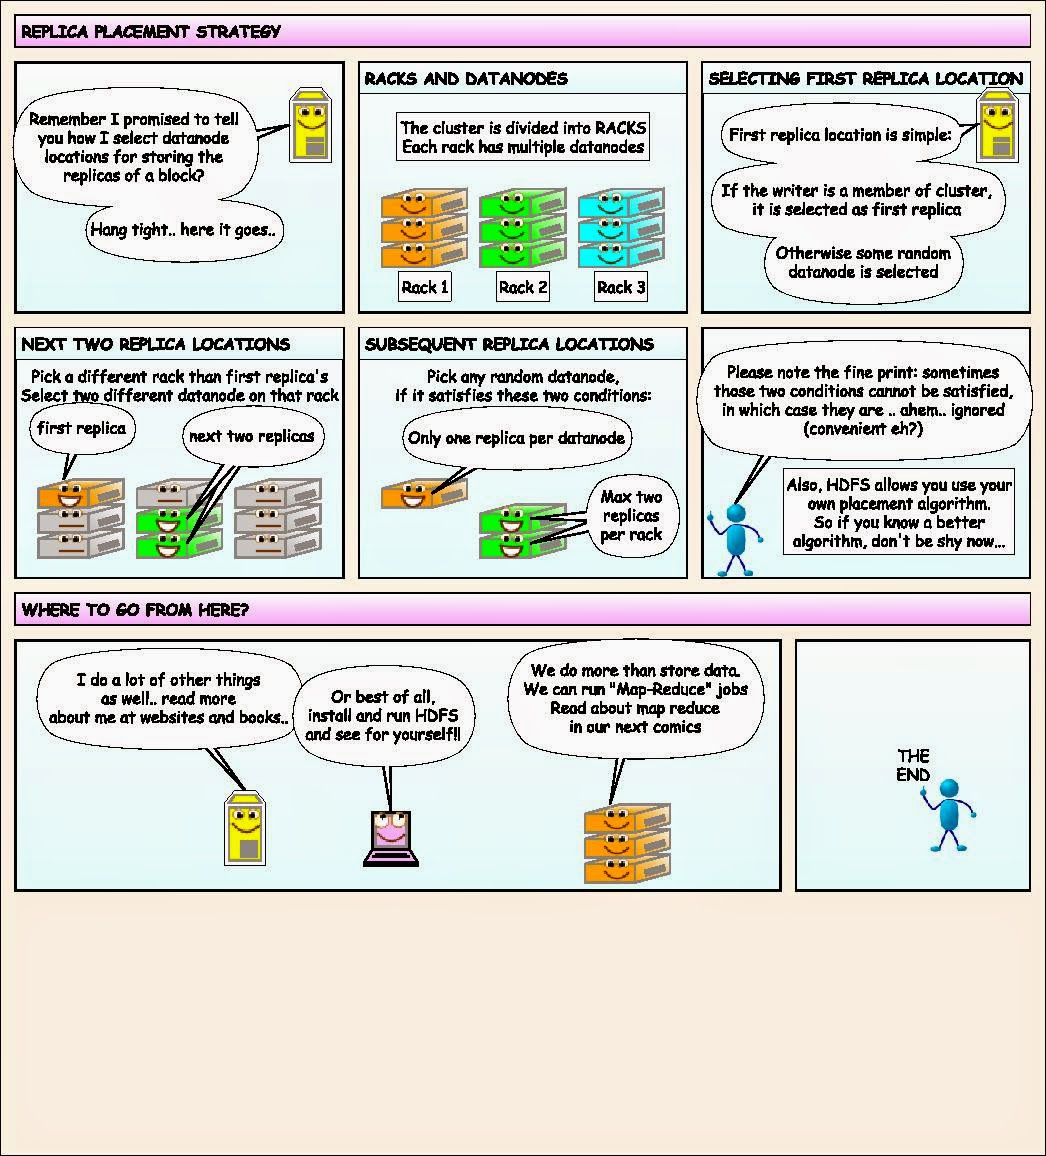 REPLICA PLACEMENT STRATEGY
Remember I promised to tell
you how I select datanode
locations for storing the
replicas of a block?
Hang tight.. here it goes..
RACKS AND DATANODES
The cluster is divided into RACKS
Each rack has multiple datanodes
Rack 1
Rack 2
Rack 3
SELECTING FIRST REPLICA LOCATION
First replica location is simple:
If the writer is a member of cluster,
it is selected as first replica
Otherwise some random
datanode is selected
NEXT TWO REPLICA LOCATIONS
Pick a different rack than first replica's
Select two different datanode on that rack
first replica
next two replicas
SUBSEQUENT REPLICA LOCATIONS
Pick any random datanode,
if it satisfies these two conditions:
Only one replica per datanode
Max two
replicas
per rack
Please note the fine print: sometimes
those two conditions cannot be satisfied,
in which case they are .. ahem.. ignored
(convenient eh?)
Also, HDFS allows you use your
own placement algorithm.
So if you know a better
algorithm, don't be shy now...
WHERE TO GO FROM HERE?
I do a lot of other things
as well.. read more
about me at websites and books..
Or best of all,
install and run HDFS
and see for yourself!!
We do more than store data.
We can run "Map-Reduce" jobs
Read about map reduce
in our next comics
THE
END